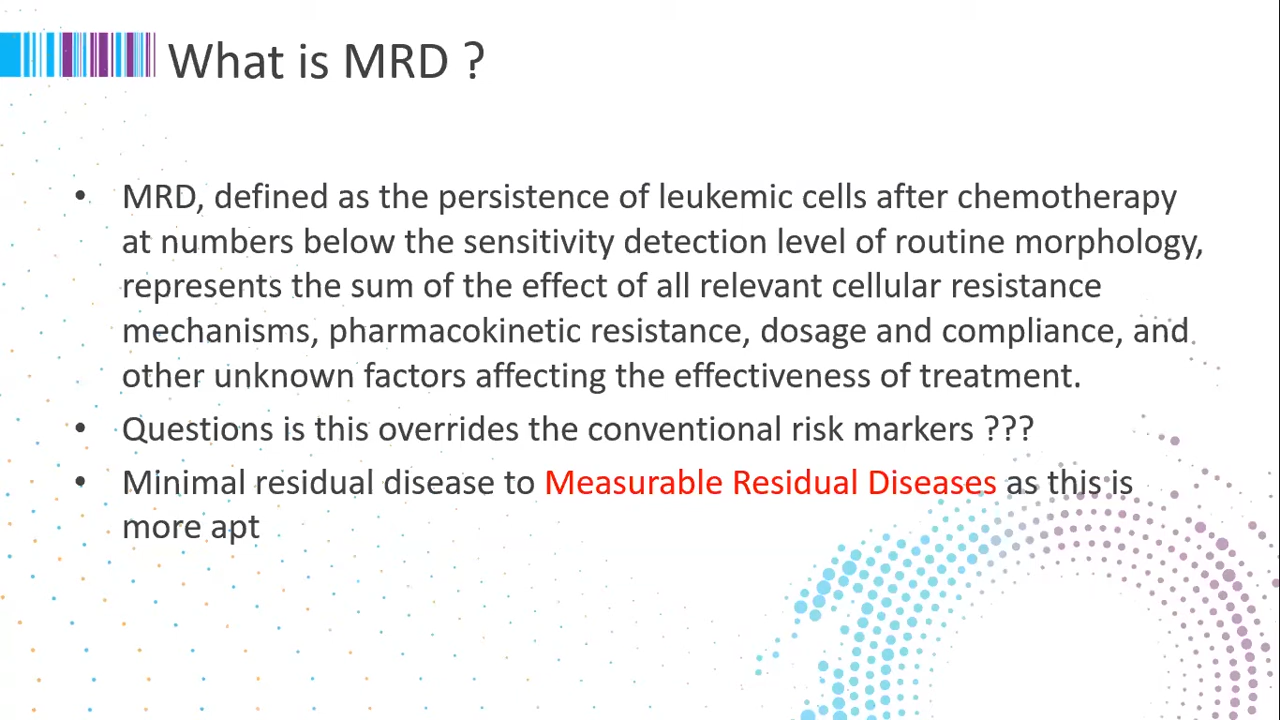 What is MRD ?
• MRD, defined as the persistence of leukemic cells after chemotherapy
at numbers below the sensitivity detection level of routine morphology,
represents the sum of the effect of all relevant cellular resistance
mechanisms, pharmacokinetic resistance, dosage and compliance, and
other unknown factors affecting the effectiveness of treatment.
• Questions is this overrides the conventional risk markers ???
• Minimal residual disease to Measurable Residual Diseases as this is
more apt